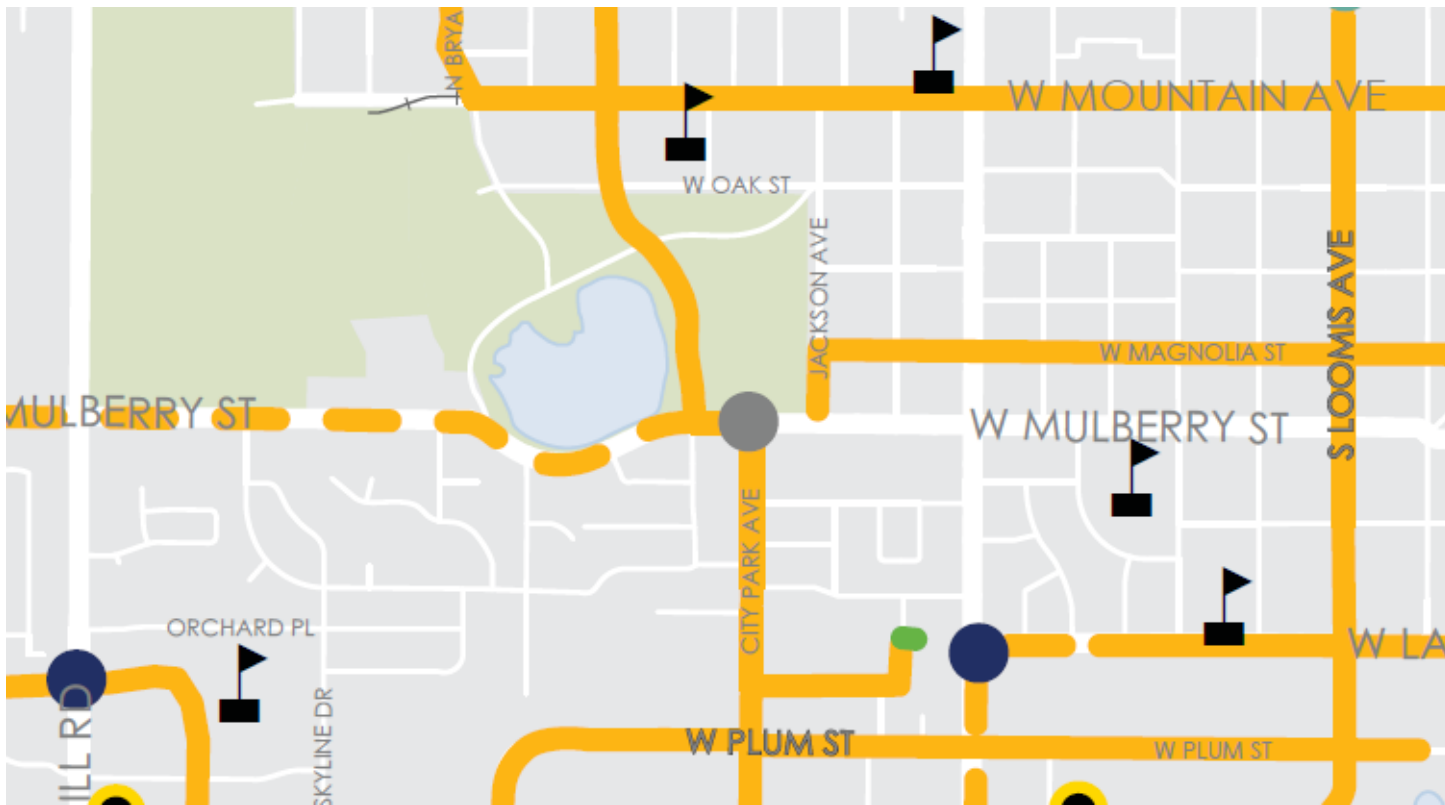 N BRYA
W MOUNTAIN AVE
W OAK ST
JACKSON AVE
S LOOMIS AVE
W MAGNOLIA ST
MULBERRY ST
W MULBERRY ST
CITY PARK AVE
ORCHARD PL
W LA
ILL RD
SKYLINE DR
W PLUM ST
W PLUM ST